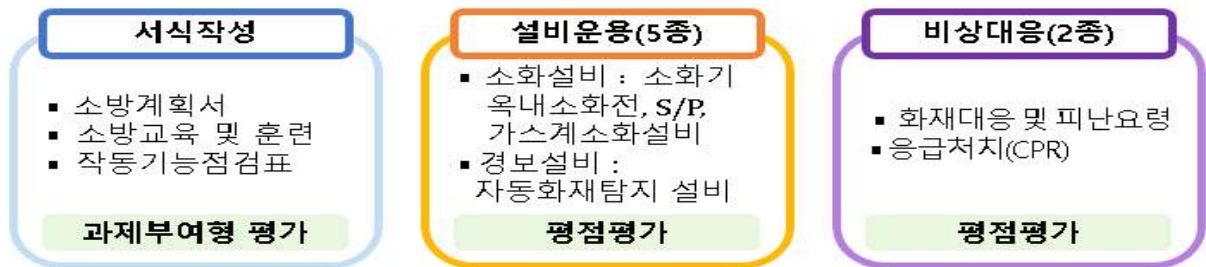 서식작성
▪ 소방계획서
▪ 소방교육 및 훈련
▪ 작동기능점검표
과제부여형 평가
설비운용(5종)
▪ 소화설비 : 소화기
옥내소화전, S/P,
가스계소화설비
▪ 경보설비 :
자동화재탐지 설비
평점평가
비상대응(2종)
▪ 화재대응 및 피난요령
▪ 응급처치(CPR)
평점평가